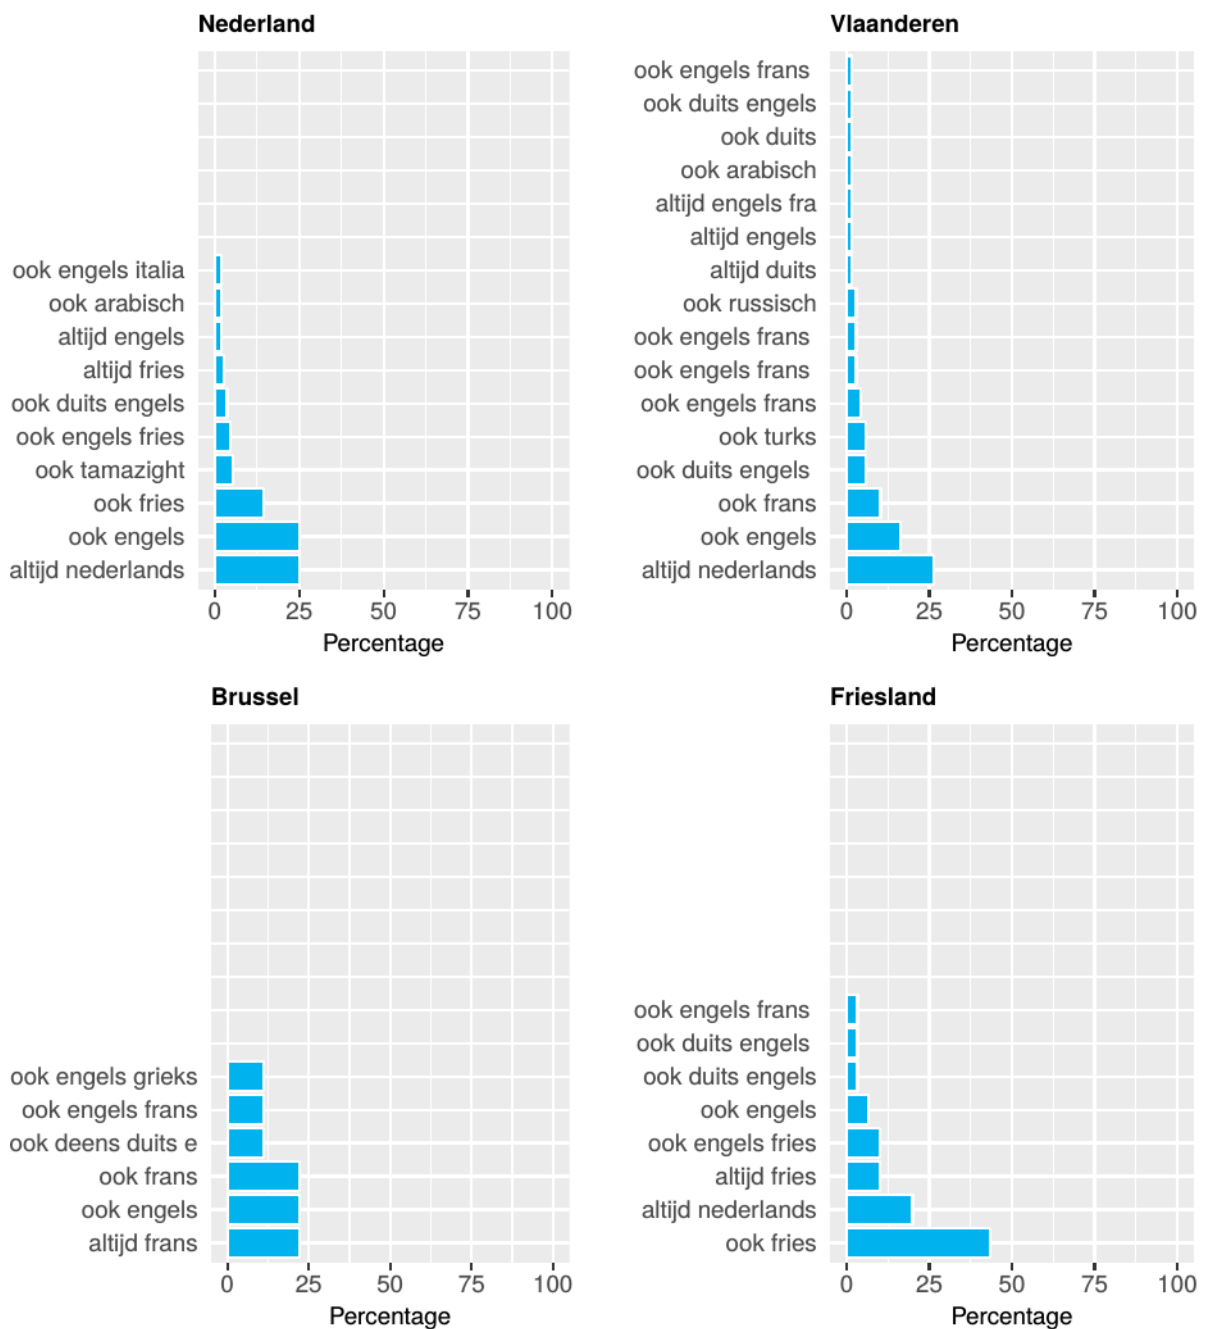 Nederland
ook engels italia
ook arabisch
altijd engels
altijd fries
ook duits engels
ook engels fries
ook tamazight
ook fries
ook engels
altijd nederlands
0 25 50 75 100
Percentage
Vlaanderen
ook engels frans
ook duits engels
ook duits
ook arabisch
altijd engels fra
altijd engels
altijd duits
ook russisch
ook engels frans
ook engels frans
ook engels frans
ook turks
ook duits engels
ook frans
ook engels
altijd nederlands
0 25 50 75 100
Percentage
Brussel
ook engels grieks
ook engels frans
ook deens duits e
ook frans
ook engels
altijd frans
0 25 50 75 100
Percentage
Friesland
ook engels frans
ook duits engels
ook duits engels
ook engels
ook engels fries
altijd fries
altijd nederlands
ook fries
0 25 50 75 100
Percentage